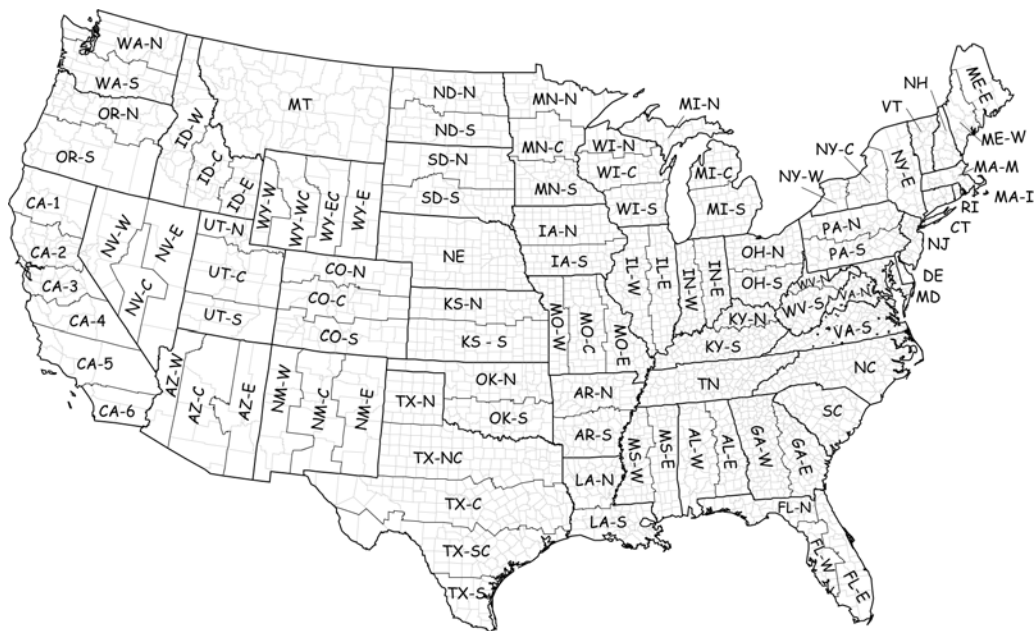 WA-N
WA-S
OR-N
OR-S
ID-W
ID-C
ID-E
MT
WY-W
WY-WC
WY-EC
WY-E
ND-N
ND-S
SD-N
SD-S
NE
KS-N
KS - S
MN-N
MN-C
MN-S
IA-N
IA-S
WI-N
WI-C
WI-S
MI-N
MI-C
MI-S
CA-1
CA-2
CA-3
CA-4
CA-5
CA-6
NV-W
NV-C
NV-E
UT-N
UT-C
UT-S
CO-N
CO-C
CO-S
AZ-W
AZ-C
AZ-E
NM-W
NM-C
NM-E
TX-N
TX-NC
TX-C
TX-SC
TX-S
OK-N
OK-S
MO-W
MO-C
MO-E
AR-N
AR-S
LA-N
LA-S
IL-W
IL-E
IN-W
IN-E
OH-N
OH-S
KY-N
KY-S
TN
MS-W
MS-E
AL-W
AL-E
GA-W
GA-E
FL-N
FL-W
FL-E
SC
NC
VA-N
VA-S
WV-N
WV-S
PA-N
PA-S
NY-W
NY-C
NY-E
VT
NH
ME-E
ME-W
MA-M
MA-I
RI
CT
NJ
DE
MD